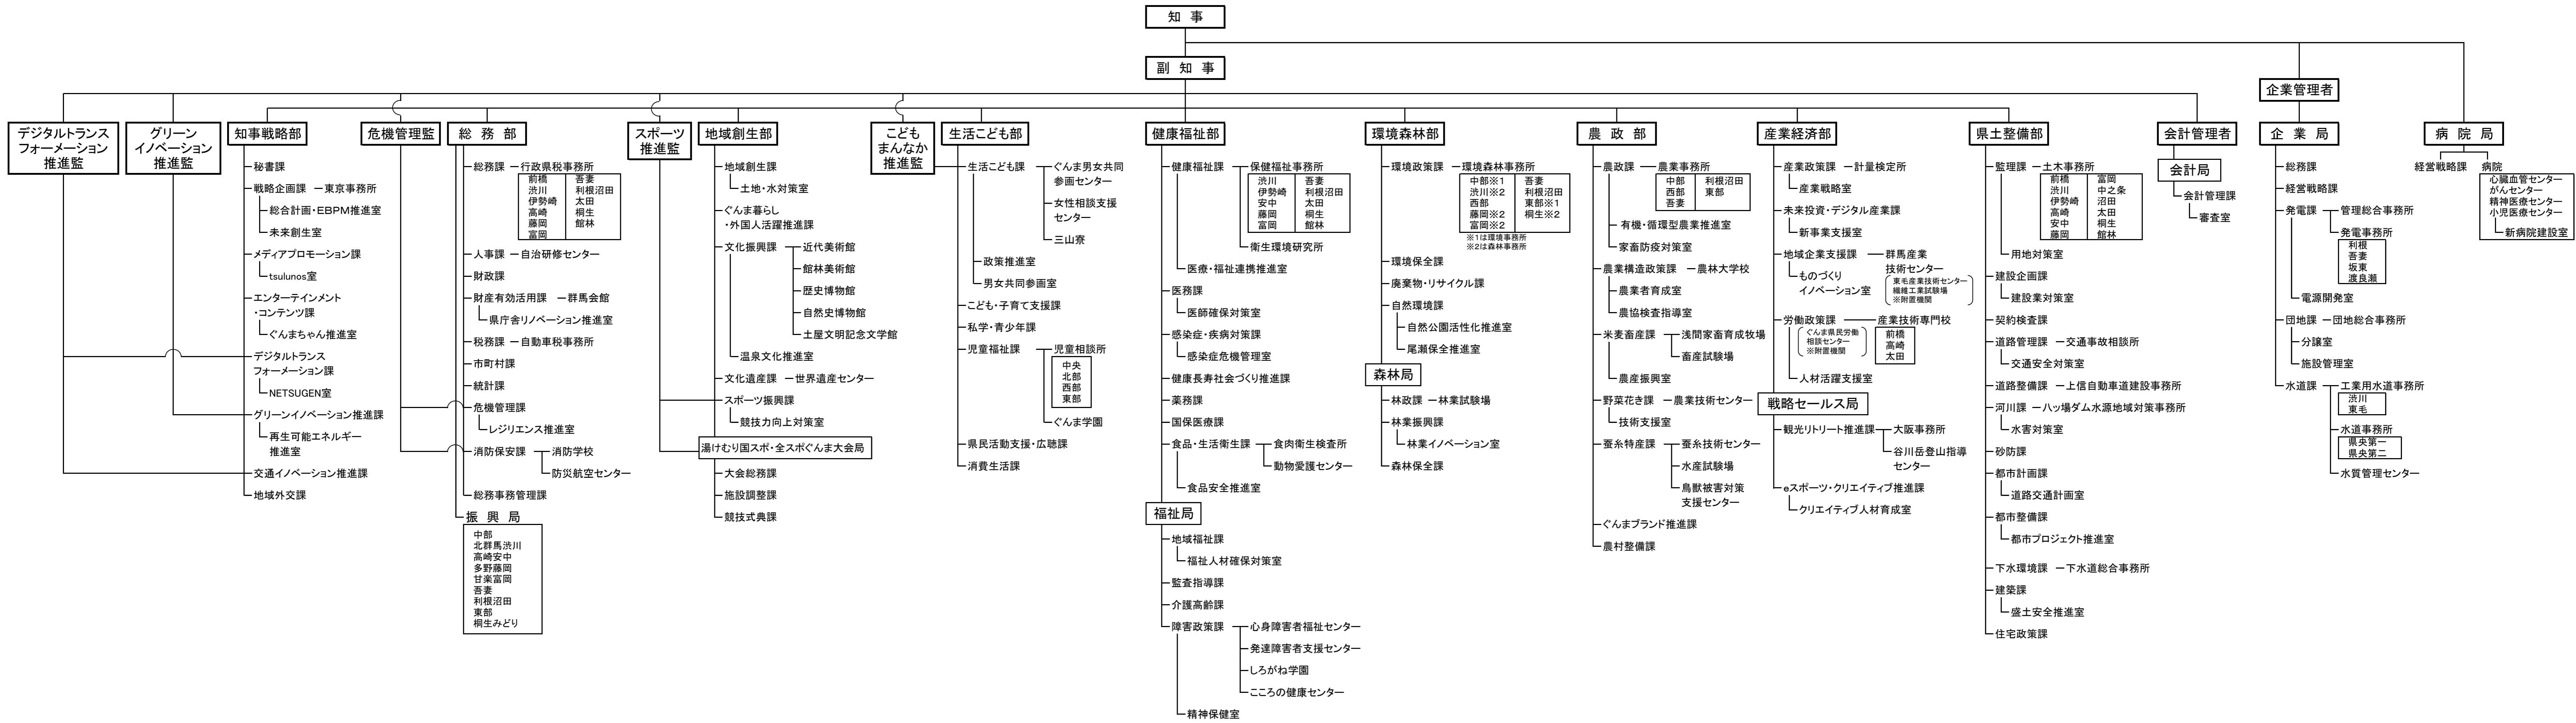 知 事
副 知 事
企業管理者
デジタルトランス
フォーメーション
推進監
グリーン
イノベーション
推進監
知事戦略部
秘書課
戦略企画課 東京事務所
総合計画・EBPM推進室
未来創生室
メディアプロモーション課
tsulunos室
エンターテインメント
・コンテンツ課
ぐんまちゃん推進室
デジタルトランス
フォーメーション課
NETSUGEN室
グリーンイノベーション推進課
再生可能エネルギー
推進室
交通イノベーション推進課
地域外交課
危機管理監
総 務 部
総務課 行政県税事務所
前橋 吾妻
渋川 利根沼田
伊勢崎 太田
高崎 桐生
藤岡 館林
富岡
人事課 自治研修センター
財政課
財産有効活用課 群馬会館
県庁舎リノベーション推進室
税務課 自動車税事務所
市町村課
統計課
危機管理課
レジリエンス推進室
消防保安課 消防学校
防災航空センター
総務事務管理課
振 興 局
中部
北群馬渋川
高崎安中
多野藤岡
甘楽富岡
吾妻
利根沼田
東部
桐生みどり
スポーツ
推進監
地域創生部
地域創生課
土地・水対策室
ぐんま暮らし
・外国人活躍推進課
文化振興課 近代美術館
館林美術館
歴史博物館
自然史博物館
土屋文明記念文学館
温泉文化推進室
文化遺産課 世界遺産センター
スポーツ振興課
競技力向上対策室
湯けむり国スポ・全スポぐんま大会局
大会総務課
施設調整課
競技式典課
こども
まんなか
推進監
生活こども部
生活こども課 ぐんま男女共同
参画センター
女性相談支援
センター
三山寮
政策推進室
男女共同参画室
こども・子育て支援課
私学・青少年課
児童福祉課 児童相談所
中央
北部
西部
東部
ぐんま学園
県民活動支援・広聴課
消費生活課
健康福祉部
健康福祉課 保健福祉事務所
渋川 吾妻
伊勢崎 利根沼田
安中 太田
藤岡 桐生
富岡 館林
衛生環境研究所
医療・福祉連携推進室
医務課
医師確保対策室
感染症・疾病対策課
感染症危機管理室
健康長寿社会づくり推進課
薬務課
国保医療課
食品・生活衛生課 食肉衛生検査所
動物愛護センター
食品安全推進室
福祉局
地域福祉課
福祉人材確保対策室
監査指導課
介護高齢課
障害政策課 心身障害者福祉センター
発達障害者支援センター
しろがね学園
こころの健康センター
精神保健室
環境森林部
環境政策課 環境森林事務所
中部※1 吾妻
渋川※2 利根沼田
西部 東部※1
藤岡※2 桐生※2
富岡※2
※1は環境事務所
※2は森林事務所
環境保全課
廃棄物・リサイクル課
自然環境課
自然公園活性化推進室
尾瀬保全推進室
森林局
林政課 林業試験場
林業振興課
林業イノベーション室
森林保全課
農 政 部
農政課 農業事務所
中部 利根沼田
西部 東部
吾妻
有機・循環型農業推進室
家畜防疫対策室
農業構造政策課 農林大学校
農業者育成室
農協検査指導室
米麦畜産課 浅間家畜育成牧場
畜産試験場
農産振興室
野菜花き課 農業技術センター
技術支援室
蚕糸特産課 蚕糸技術センター
水産試験場
鳥獣被害対策
支援センター
ぐんまブランド推進課
農村整備課
産業経済部
産業政策課 計量検定所
産業戦略室
未来投資・デジタル産業課
新事業支援室
地域企業支援課 群馬産業
技術センター
東毛産業技術センター
繊維工業試験場
※附置機関
ものづくり
イノベーション室
労働政策課 産業技術専門校
ぐんま県民労働
相談センター
※附置機関
前橋
高崎
太田
人材活躍支援室
戦略セールス局
観光リトリート推進課 大阪事務所
谷川岳登山指導
センター
eスポーツ・クリエイティブ推進課
クリエイティブ人材育成室
県土整備部
監理課 土木事務所
前橋 富岡
渋川 中之条
伊勢崎 沼田
高崎 太田
安中 桐生
藤岡 館林
用地対策室
建設企画課
建設業対策室
契約検査課
道路管理課 交通事故相談所
交通安全対策室
道路整備課 上信自動車道建設事務所
河川課 八ッ場ダム水源地域対策事務所
水害対策室
砂防課
都市計画課
道路交通計画室
都市整備課
都市プロジェクト推進室
下水環境課 下水道総合事務所
建築課
盛土安全推進室
住宅政策課
会計管理者
会計局
会計管理課
審査室
企 業 局
総務課
経営戦略課
発電課 管理総合事務所
発電事務所
利根
吾妻
坂東
渡良瀬
電源開発室
団地課 団地総合事務所
分譲室
施設管理室
水道課 工業用水道事務所
渋川
東毛
水道事務所
県央第一
県央第二
水質管理センター
病 院 局
経営戦略課 病院
心臓血管センター
がんセンター
精神医療センター
小児医療センター
新病院建設室